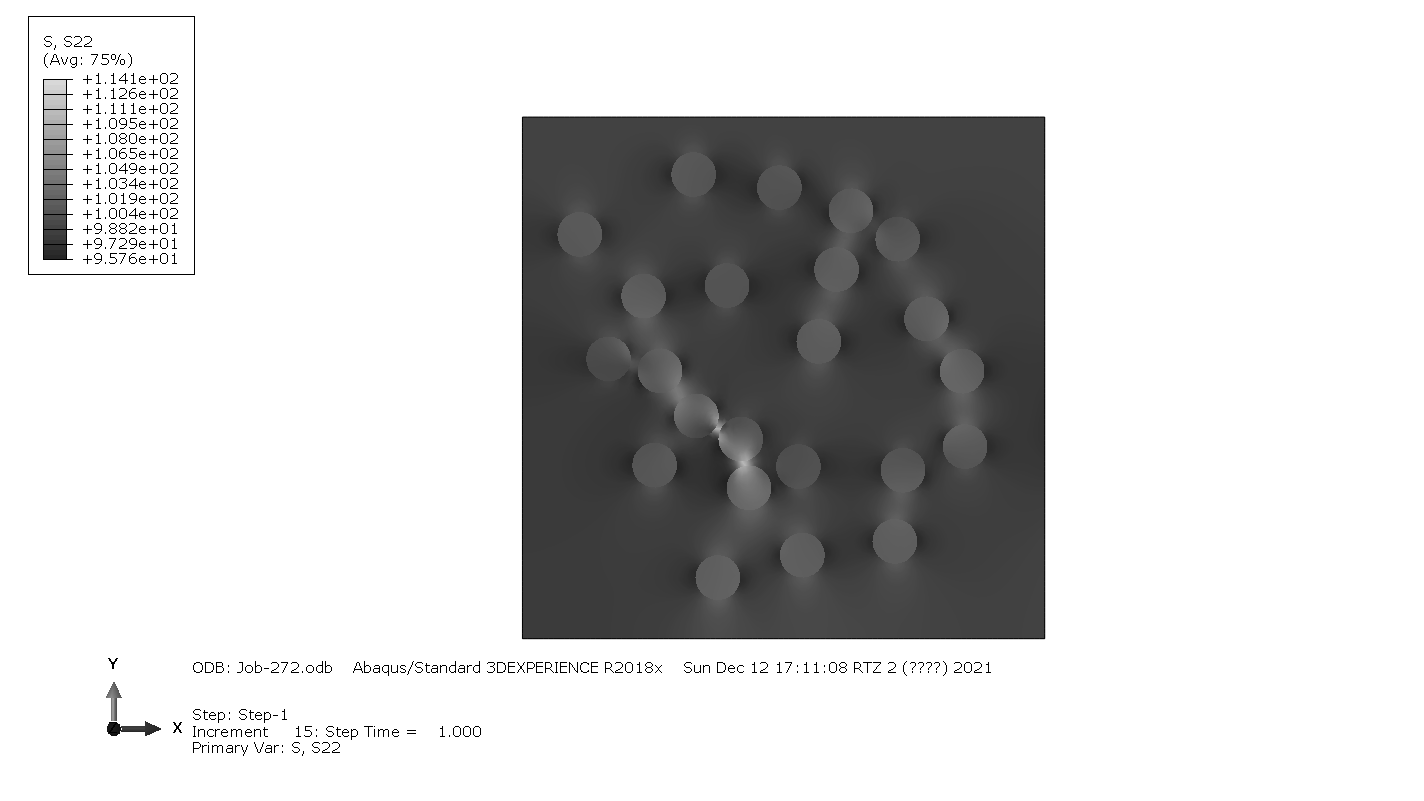 S, S22
(Avg: 75%)
+1.141e+02
+1.126e+02
+1.111e+02
+1.095e+02
+1.080e+02
+1.065e+02
+1.049e+02
+1.034e+02
+1.019e+02
+1.004e+02
+9.882e+01
+9.729e+01
+9.576e+01
Y
X
ODB: Job-272.odb    Abaqus/Standard 3DEXPERIENCE R2018x    Sun Dec 12 17:11:08 RTZ 2 (????) 2021
Step: Step-1
Increment    15: Step Time =    1.000
Primary Var: S, S22